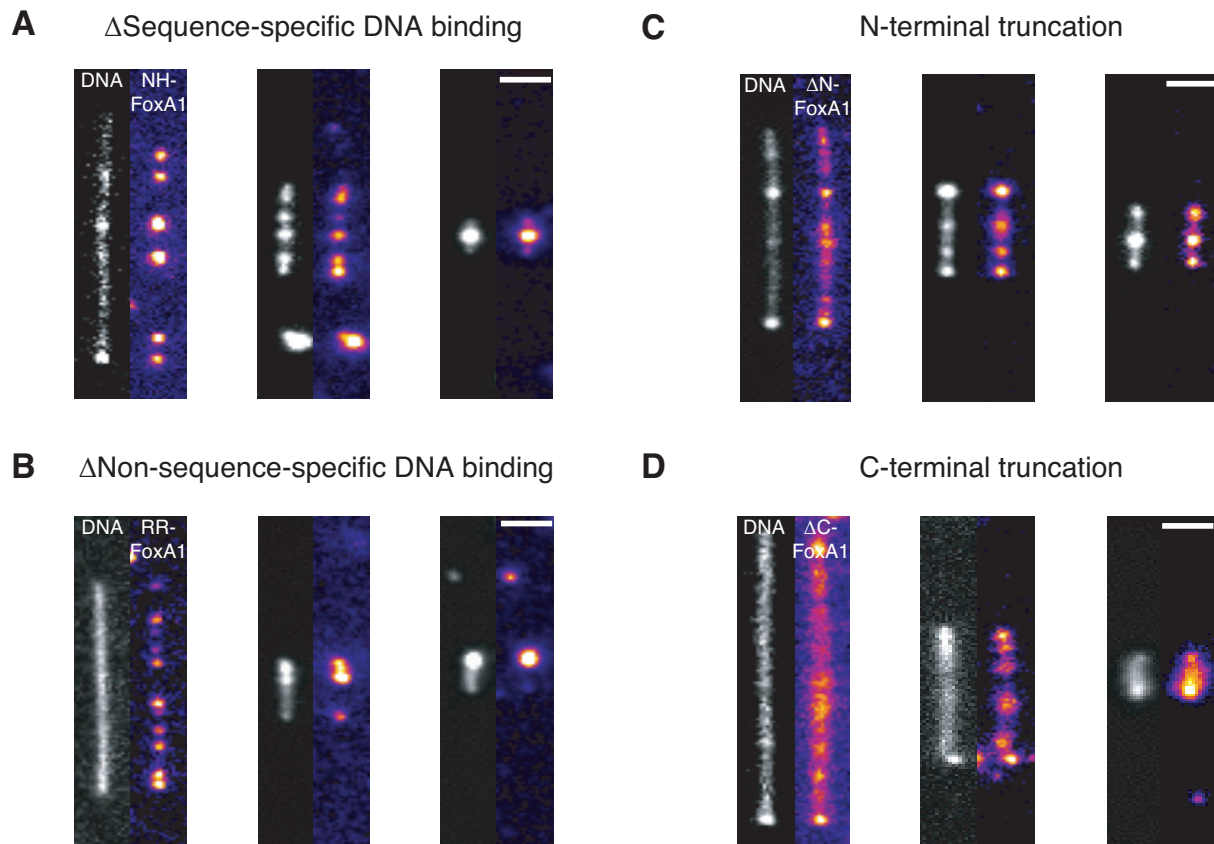 A
ΔSequence-specific DNA binding
DNA
NH-
FoxA1
C
N-terminal truncation
DNA
ΔN-
FoxA1
B
ΔNon-sequence-specific DNA binding
DNA
RR-
FoxA1
D
C-terminal truncation
DNA
ΔC-
FoxA1